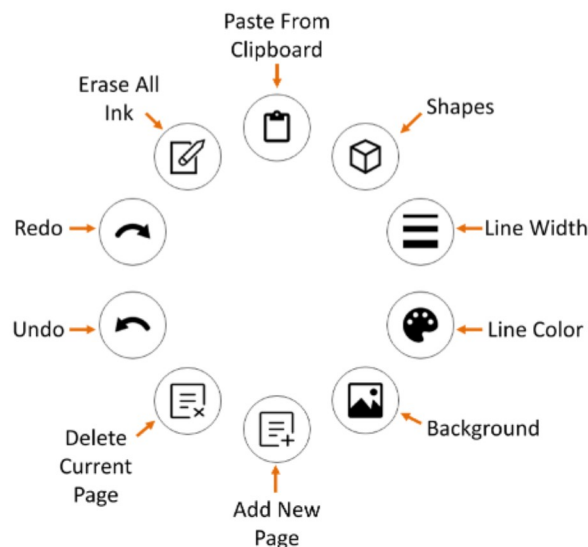 Paste From
Clipboard
Erase All
Ink
Shapes
Redo
Line Width
Undo
Line Color
Delete
Current
Page
Background
Add New
Page